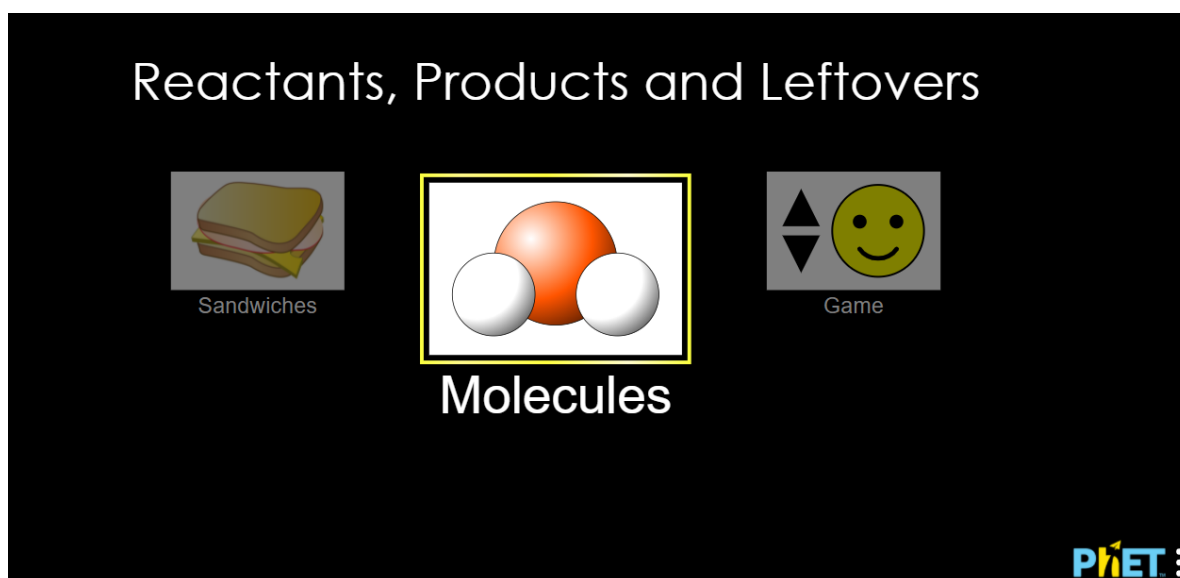 Reactants, Products and Leftovers
Sandwiches
Molecules
Game
PhET